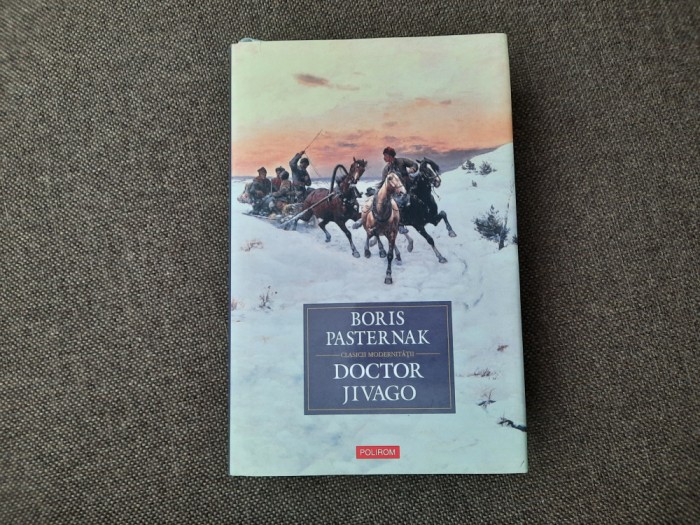 BORIS
PASTERNAK
CLASICII MODERNITĂȚII
DOCTOR
JIVAGO
POLIROM